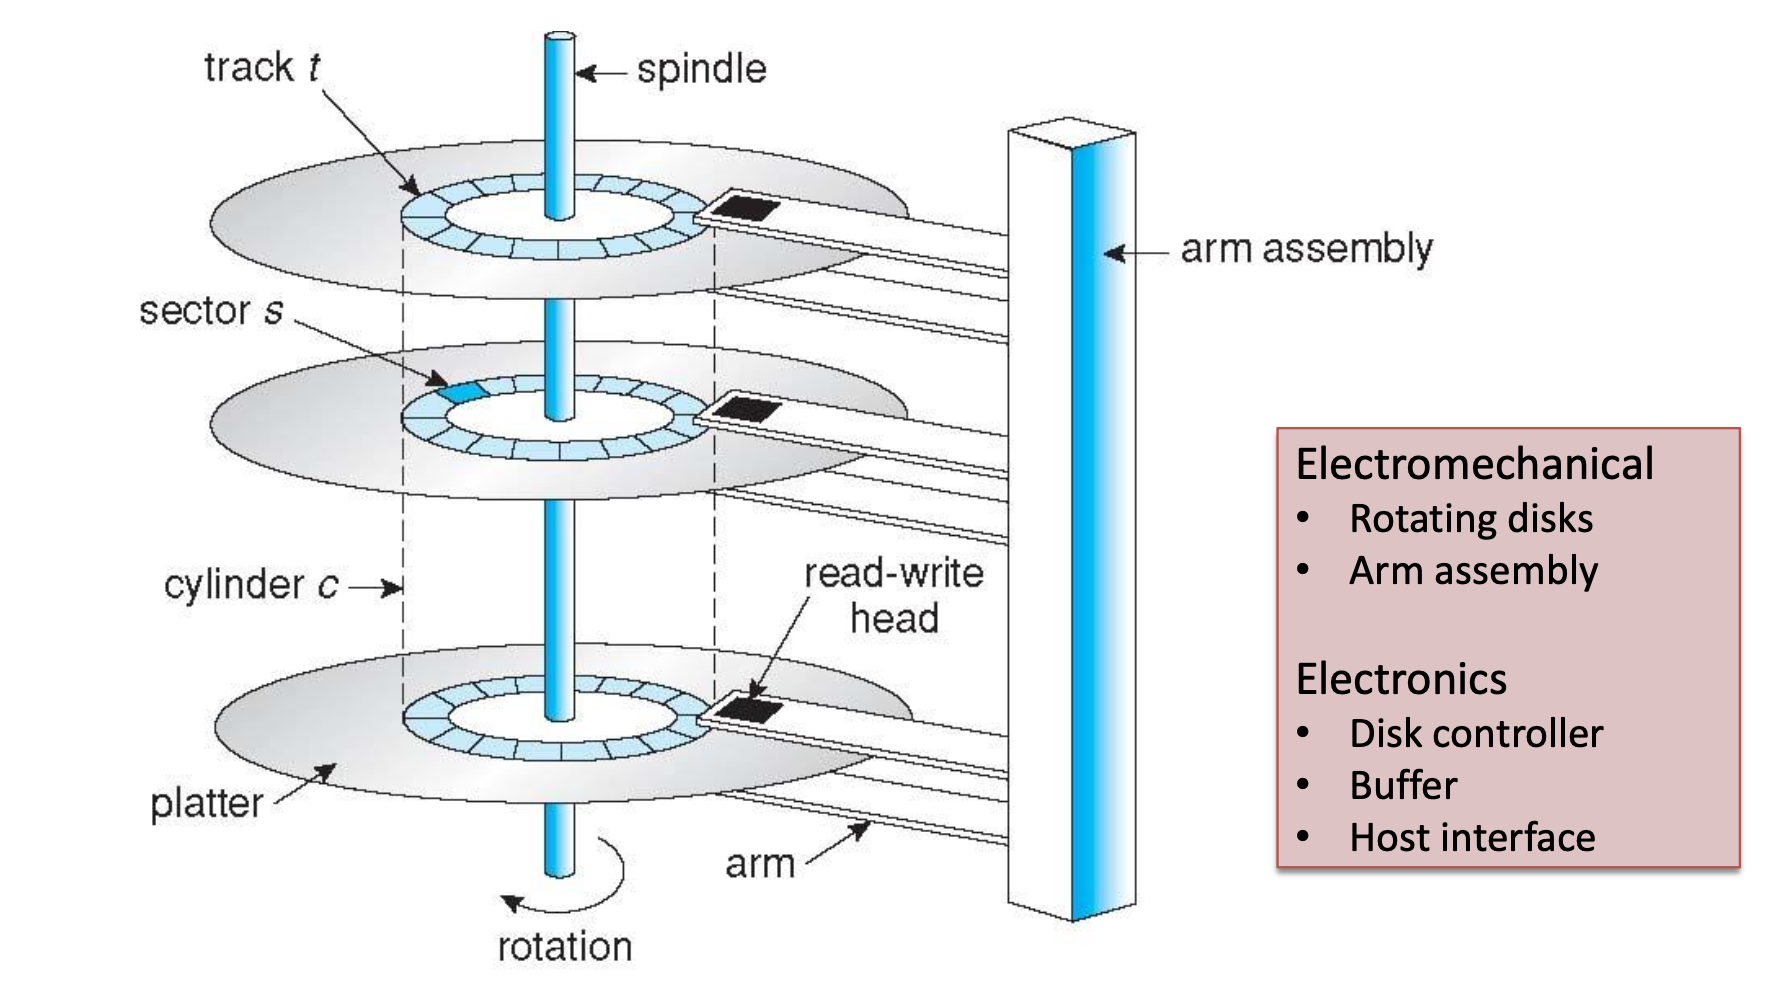 track t
spindle
arm assembly
sector s
cylinder c
read-write
head
platter
arm
rotation
Electromechanical
• Rotating disks
• Arm assembly
Electronics
• Disk controller
• Buffer
• Host interface